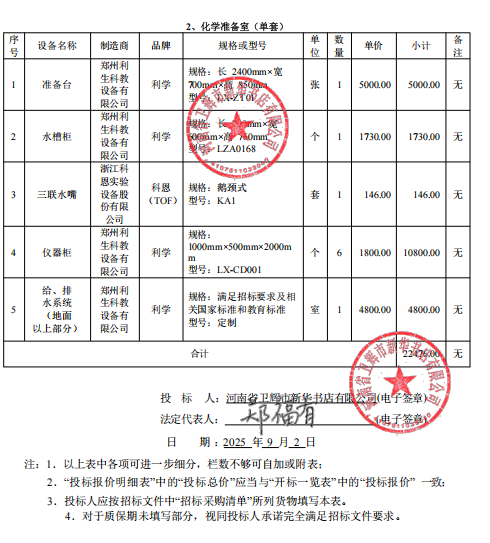 2、化学准备室（单套）
序号 设备名称 制造商 品牌 规格或型号 单位 数量 单价 小计 备注
1 准备台 郑州利生科教设备有限公司 利学 规格：长 2400mm×宽 700mm×高 850mm 型号：LX-ZT01 张 1 5000.00 5000.00 无
2 水槽柜 郑州利生科教设备有限公司 利学 规格：长 500mm×高 型号：LZA0168 个 1 1730.00 1730.00 无
3 三联水嘴 浙江科恩实验设备股份有限公司 科恩（TOF） 规格：鹅颈式 型号：KA1 套 1 146.00 146.00 无
4 仪器柜 郑州利生科教设备有限公司 利学 规格：1000mm×500mm×2000mm 型号：LX-CD001 个 6 1800.00 10800.00 无
5 给、排水系统（地面以上部分） 郑州利生科教设备有限公司 利学 规格：满足招标要求及相关国家标准和教育标准 型号：定制 室 1 4800.00 4800.00 无
合计 22476.00 无
投 标 人：河南省卫辉市新华书店有限公司(电子签章)
法定代表人：郑福有（电子签章）
日 期：2025 年 9 月 2 日
注：1．以上表中各项可进一步细分，栏数不够可自加或附表；
2．“投标报价明细表”中的“投标总价”应当与“开标一览表”中的“投标报价” 一致；
3．投标人应按招标文件中“招标采购清单”所列货物填写本表。
4．对于质保期未填写部分，视同投标人承诺完全满足招标文件要求。